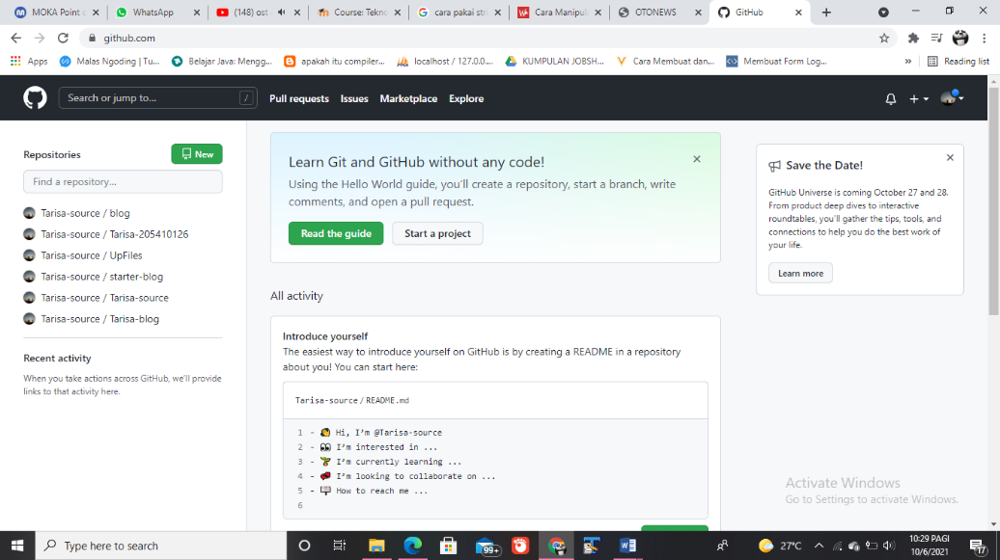 MOKA Point c
WhatsApp
(148) ost
Course: Tekno
cara pakai stri
Cara Manipula
OTONEWS
GitHub
github.com
Apps
Malas Ngoding | Tu...
Belajar Java: Mengg...
apakah itu compiler...
localhost / 127.0.0....
KUMPULAN JOBSH...
Cara Membuat dan...
Membuat Form Log...
»
Reading list
Search or jump to...
/
Pull requests
Issues
Marketplace
Explore
Repositories
New
Find a repository...
Tarisa-source / blog
Tarisa-source / Tarisa-205410126
Tarisa-source / UpFiles
Tarisa-source / starter-blog
Tarisa-source / Tarisa-source
Tarisa-source / Tarisa-blog
Recent activity
When you take actions across GitHub, we'll provide
links to that activity here.
Learn Git and GitHub without any code!
Using the Hello World guide, you'll create a repository, start a branch, write
comments, and open a pull request.
Read the guide
Start a project
All activity
Introduce yourself
The easiest way to introduce yourself on GitHub is by creating a README in a repository
about you! You can start here:
Tarisa-source / README.md
1 - 👋 Hi, I'm @Tarisa-source
2 - 👀 I'm interested in ...
3 - 🌱 I'm currently learning ...
4 - 💞️ I'm looking to collaborate on ...
5 - 📫 How to reach me ...
6
Save the Date!
GitHub Universe is coming October 27 and 28.
From product deep dives to interactive
roundtables, you'll gather the tips, tools, and
connections to help you do the best work of
your life.
Learn more
Activate Windows
Go to Settings to activate Windows.
Type here to search
99+
27°C
10:29 PAGI
10/6/2021
17